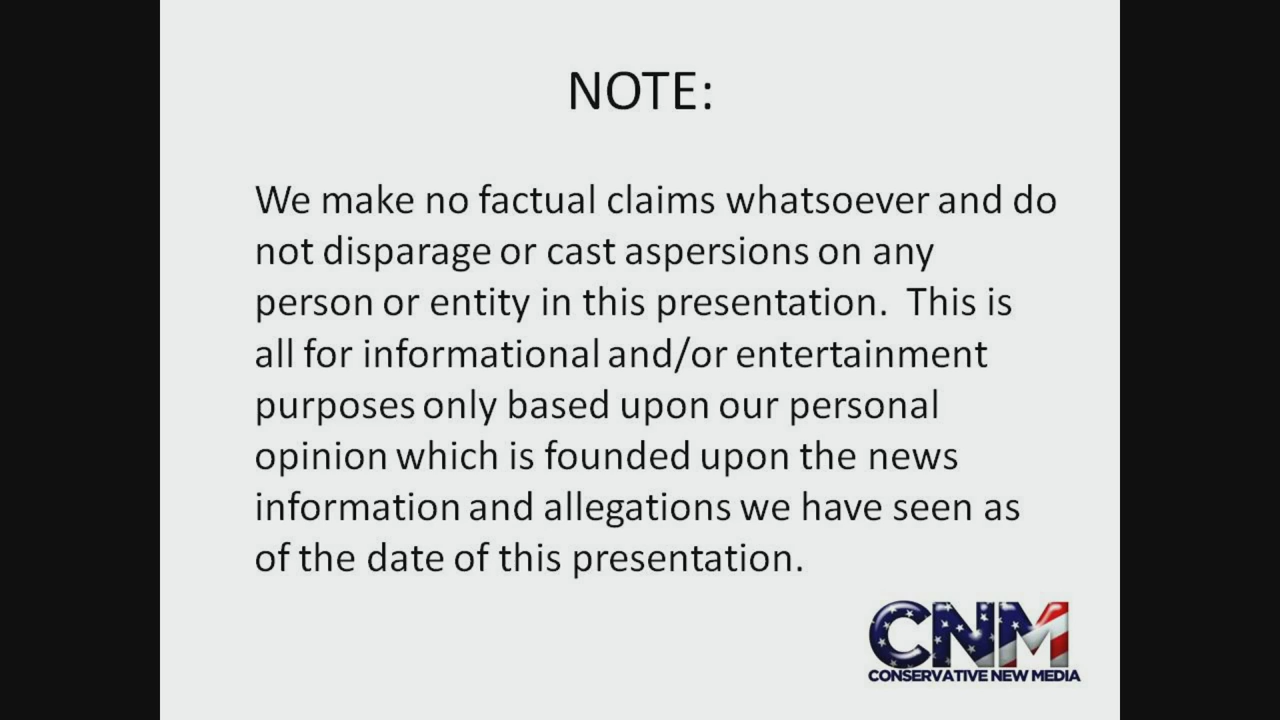 NOTE:
We make no factual claims whatsoever and do
not disparage or cast aspersions on any
person or entity in this presentation.  This is
all for informational and/or entertainment
purposes only based upon our personal
opinion which is founded upon the news
information and allegations we have seen as
of the date of this presentation.
CNM
CONSERVATIVE NEW MEDIA